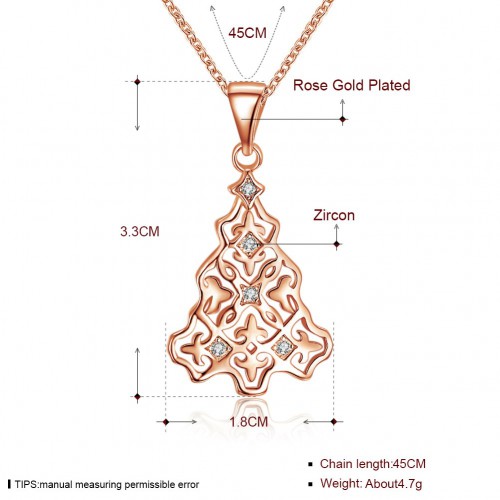 45CM
Rose Gold Plated
Zircon
3.3CM
1.8CM
Chain length:45CM
Weight: About4.7g
TIPS:manual measuring permissible error